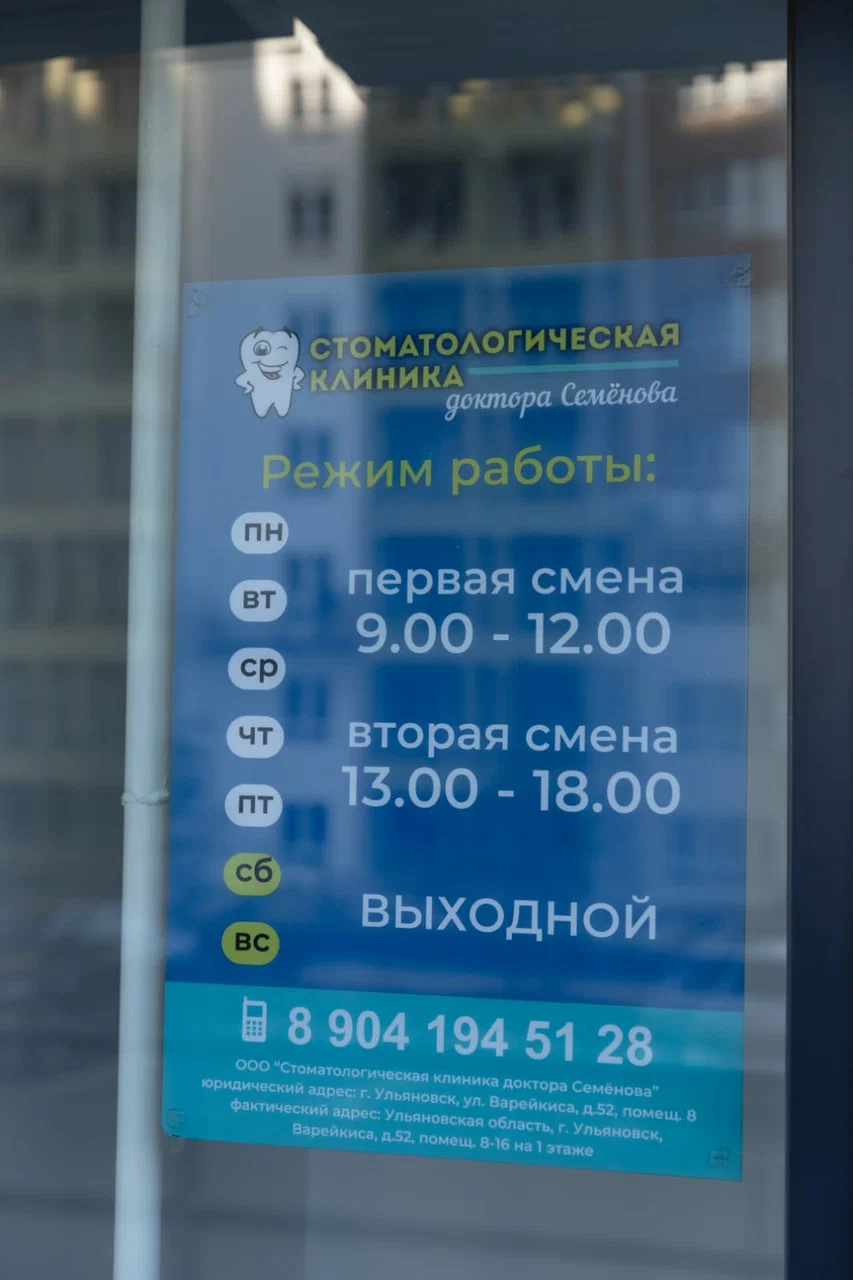 СТОМАТОЛОГИЧЕСКАЯ
КЛИНИКА
доктора Семёнова
Режим работы:
пн
вт
ср
чт
пт
первая смена
9.00 - 12.00
вторая смена
13.00 - 18.00
сб
вс
выходной
8 904 194 51 28
ООО "Стоматологическая клиника доктора Семёнова"
юридический адрес: г. Ульяновск, ул. Варейкиса, д.52, помещ. 8
фактический адрес: Ульяновская область, г. Ульяновск,
Варейкиса, д.52, помещ. 8-16 на 1 этаже